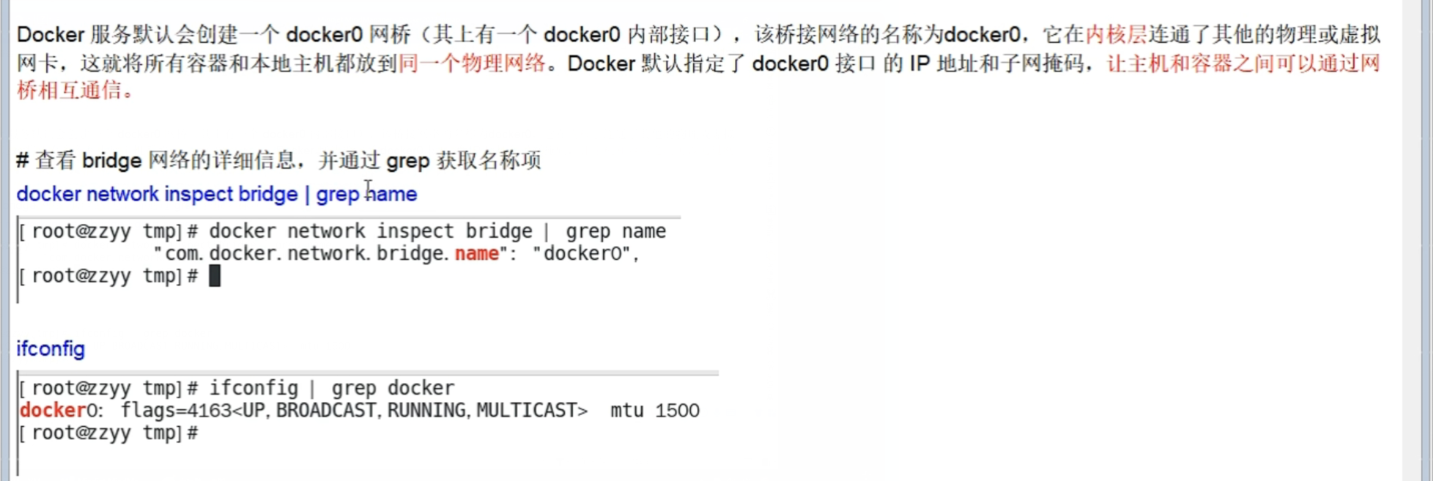 Docker 服务默认会创建一个 docker0 网桥（其上有一个 docker0 内部接口），该桥接网络的名称为docker0，它在内核层连通了其他的物理或虚拟
网卡，这就将所有容器和本地主机都放到同一个物理网络。Docker 默认指定了 docker0 接口 的 IP 地址和子网掩码，让主机和容器之间可以通过网
桥相互通信。
# 查看 bridge 网络的详细信息，并通过 grep 获取名称项
docker network inspect bridge | grep name
[root@zzyy tmp]# docker network inspect bridge | grep name
"com.docker.network.bridge.name": "docker0",
[root@zzyy tmp]#
ifconfig
[root@zzyy tmp]# ifconfig | grep docker
docker0: flags=4163<UP,BROADCAST,RUNNING,MULTICAST>  mtu 1500
[root@zzyy tmp]#